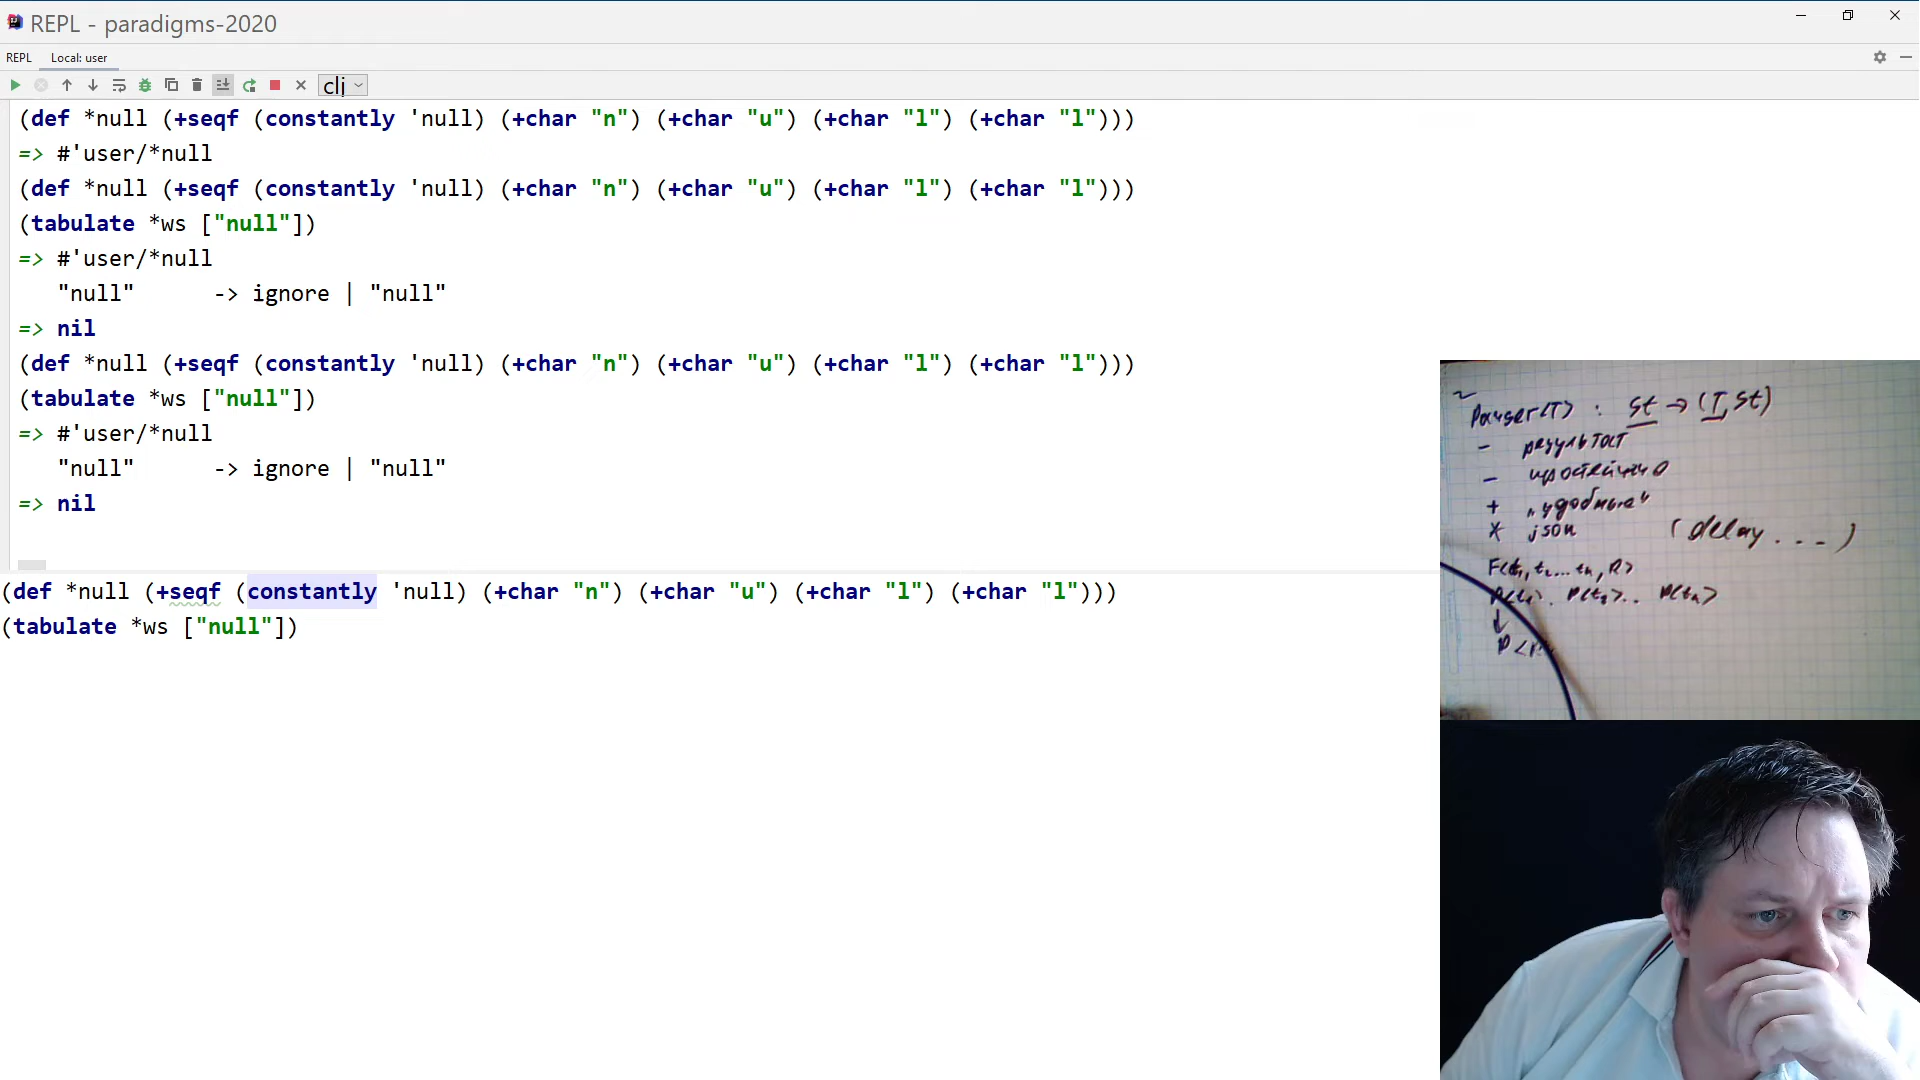 REPL - paradigms-2020
REPL Local: user
clj
(def *null (+seqf (constantly 'null) (+char "n") (+char "u") (+char "l") (+char "l")))
=> #'user/*null
(def *null (+seqf (constantly 'null) (+char "n") (+char "u") (+char "l") (+char "l")))
(tabulate *ws ["null"])
=> #'user/*null
"null" -> ignore | "null"
=> nil
(def *null (+seqf (constantly 'null) (+char "n") (+char "u") (+char "l") (+char "l")))
(tabulate *ws ["null"])
=> #'user/*null
"null" -> ignore | "null"
=> nil
(def *null (+seqf (constantly 'null) (+char "n") (+char "u") (+char "l") (+char "l")))
(tabulate *ws ["null"])
: St → (T, St)
- результат
+ "удобные"
* json (delay...)